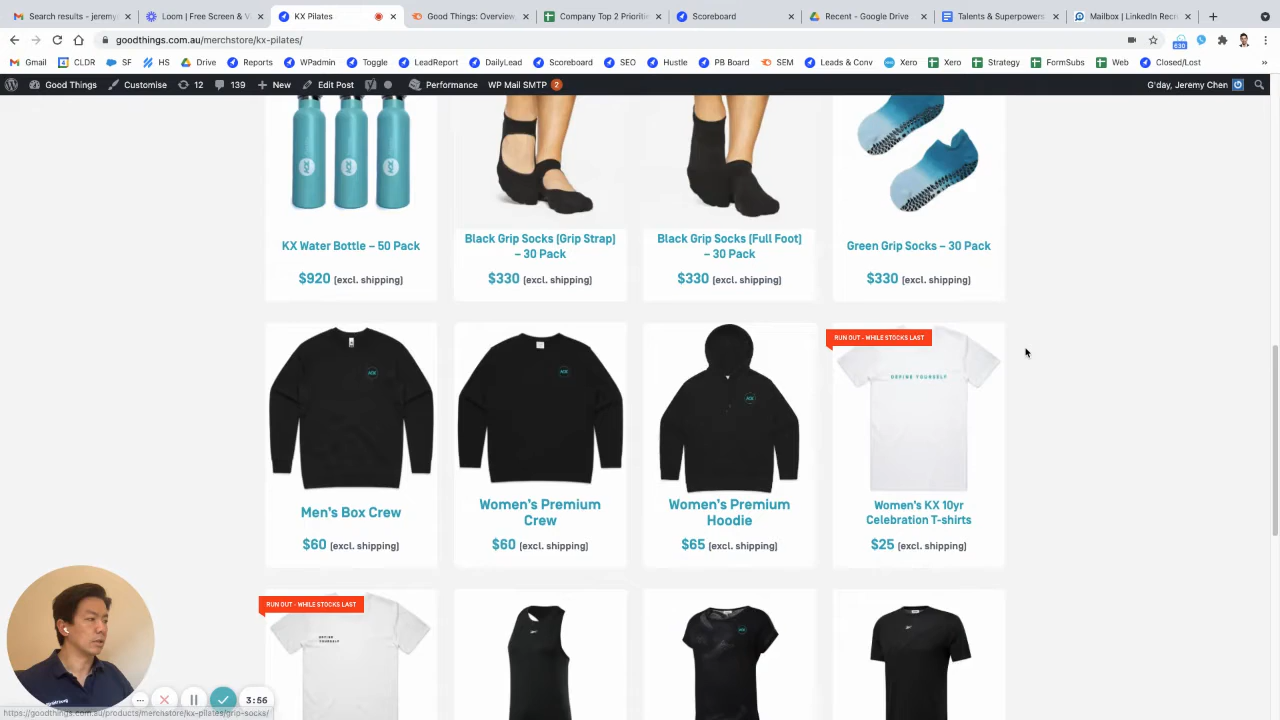 Search results - jeremy
Loom | Free Screen & V
KX Pilates
Good Things: Overview
Company Top 2 Prioriti
Scoreboard
Recent - Google Drive
Talents & Superpowers
Mailbox | LinkedIn Recr
goodthings.com.au/merchstore/kx-pilates/
630
Gmail
CLDR
SF
HS
Drive
Reports
WPadmin
Toggle
LeadReport
DailyLead
Scoreboard
SEO
Hustle
PB Board
SEM
Leads & Conv
Xero
Xero
Strategy
FormSubs
Web
Closed/Lost
Good Things
Customise
12
139
New
Edit Post
Performance
WP Mail SMTP
2
G'day, Jeremy Chen
KX Water Bottle – 50 Pack
$920 (excl. shipping)
Black Grip Socks (Grip Strap)
– 30 Pack
$330 (excl. shipping)
Black Grip Socks (Full Foot)
– 30 Pack
$330 (excl. shipping)
Green Grip Socks – 30 Pack
$330 (excl. shipping)
RUN OUT - WHILE STOCKS LAST
DEFINE YOURSELF
Men's Box Crew
$60 (excl. shipping)
Women's Premium
Crew
$60 (excl. shipping)
Women's Premium
Hoodie
$65 (excl. shipping)
Women's KX 10yr
Celebration T-shirts
$25 (excl. shipping)
RUN OUT - WHILE STOCKS LAST
DEFINE
YOURSELF
3:56
https://goodthings.com.au/products/merchstore/kx-pilates/grip-socks/